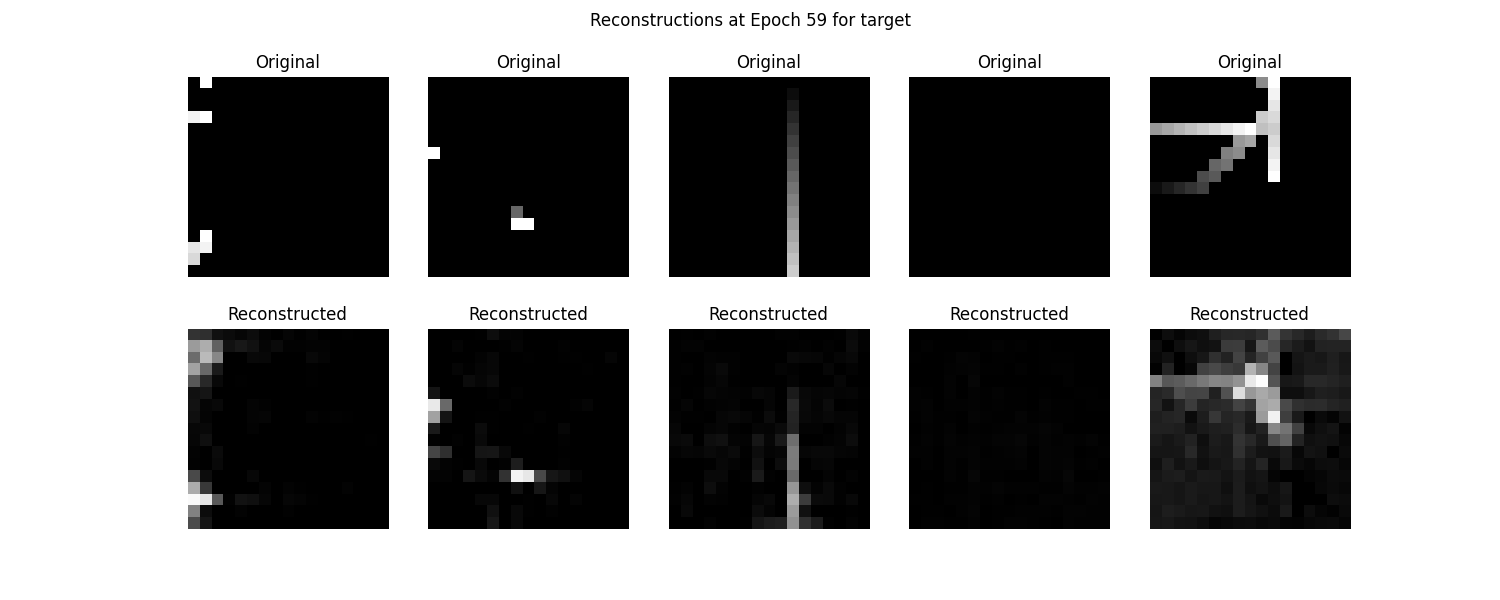 Reconstructions at Epoch 59 for target
Original Original Original Original Original
Reconstructed Reconstructed Reconstructed Reconstructed Reconstructed